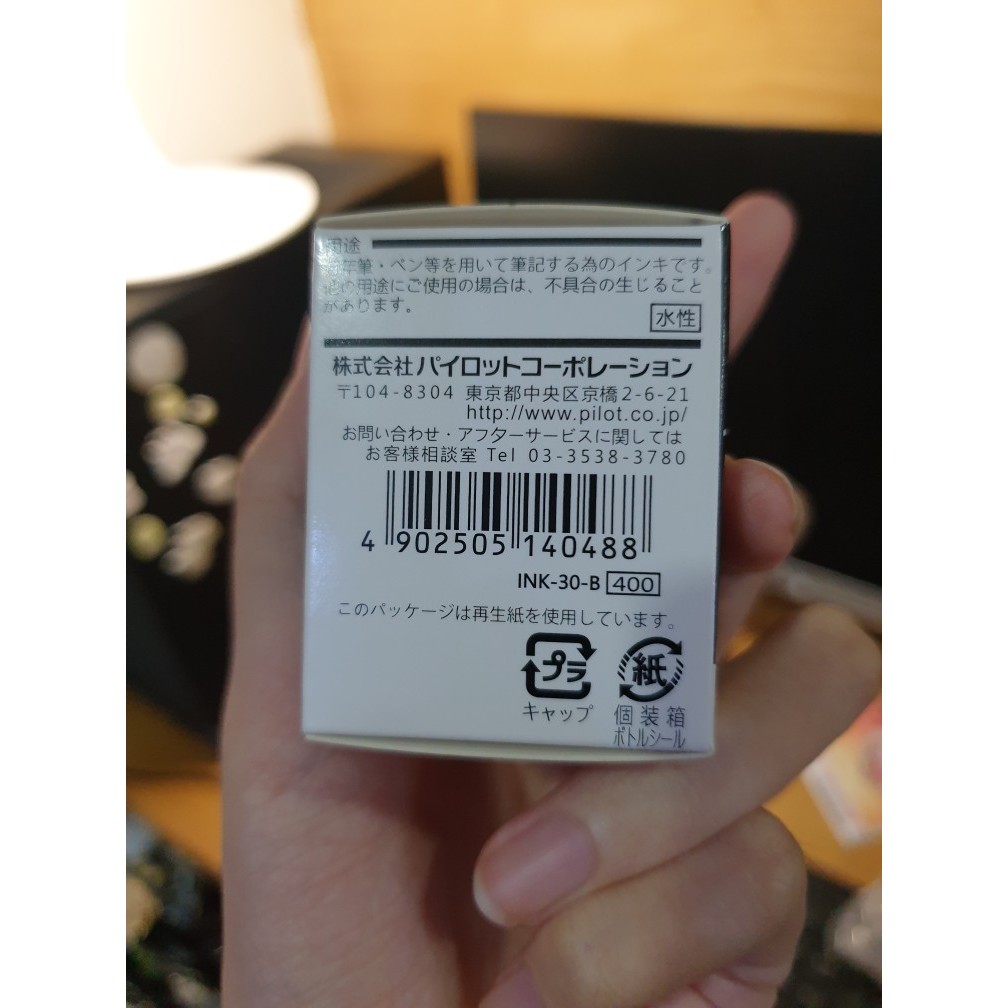 用途
万年筆・ペン等を用いて筆記する為のインキです。
他の用途にご使用の場合は、不具合の生じること
があります。
水性
株式会社パイロットコーポレーション
〒104-8304 東京都中央区京橋2-6-21
http://www.pilot.co.jp/
お問い合わせ・アフターサービスに関しては
お客様相談室 Tel 03-3538-3780
4 902505 140488
INK-30-B 400
このパッケージは再生紙を使用しています。
プラ 紙
キャップ 個装箱
ボトルシール